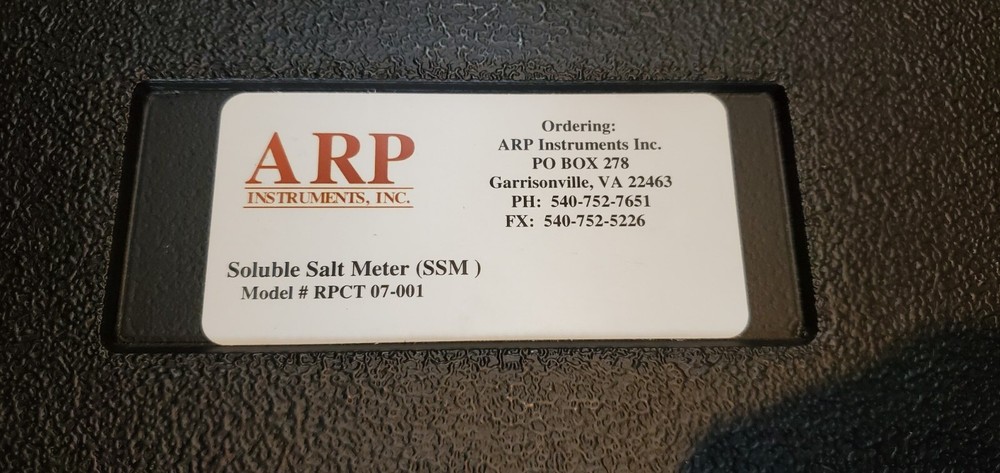 ARP
INSTRUMENTS, INC.
Ordering:
ARP Instruments Inc.
PO BOX 278
Garrisonville, VA 22463
PH: 540-752-7651
FX: 540-752-5226
Soluble Salt Meter (SSM )
Model # RPCT 07-001